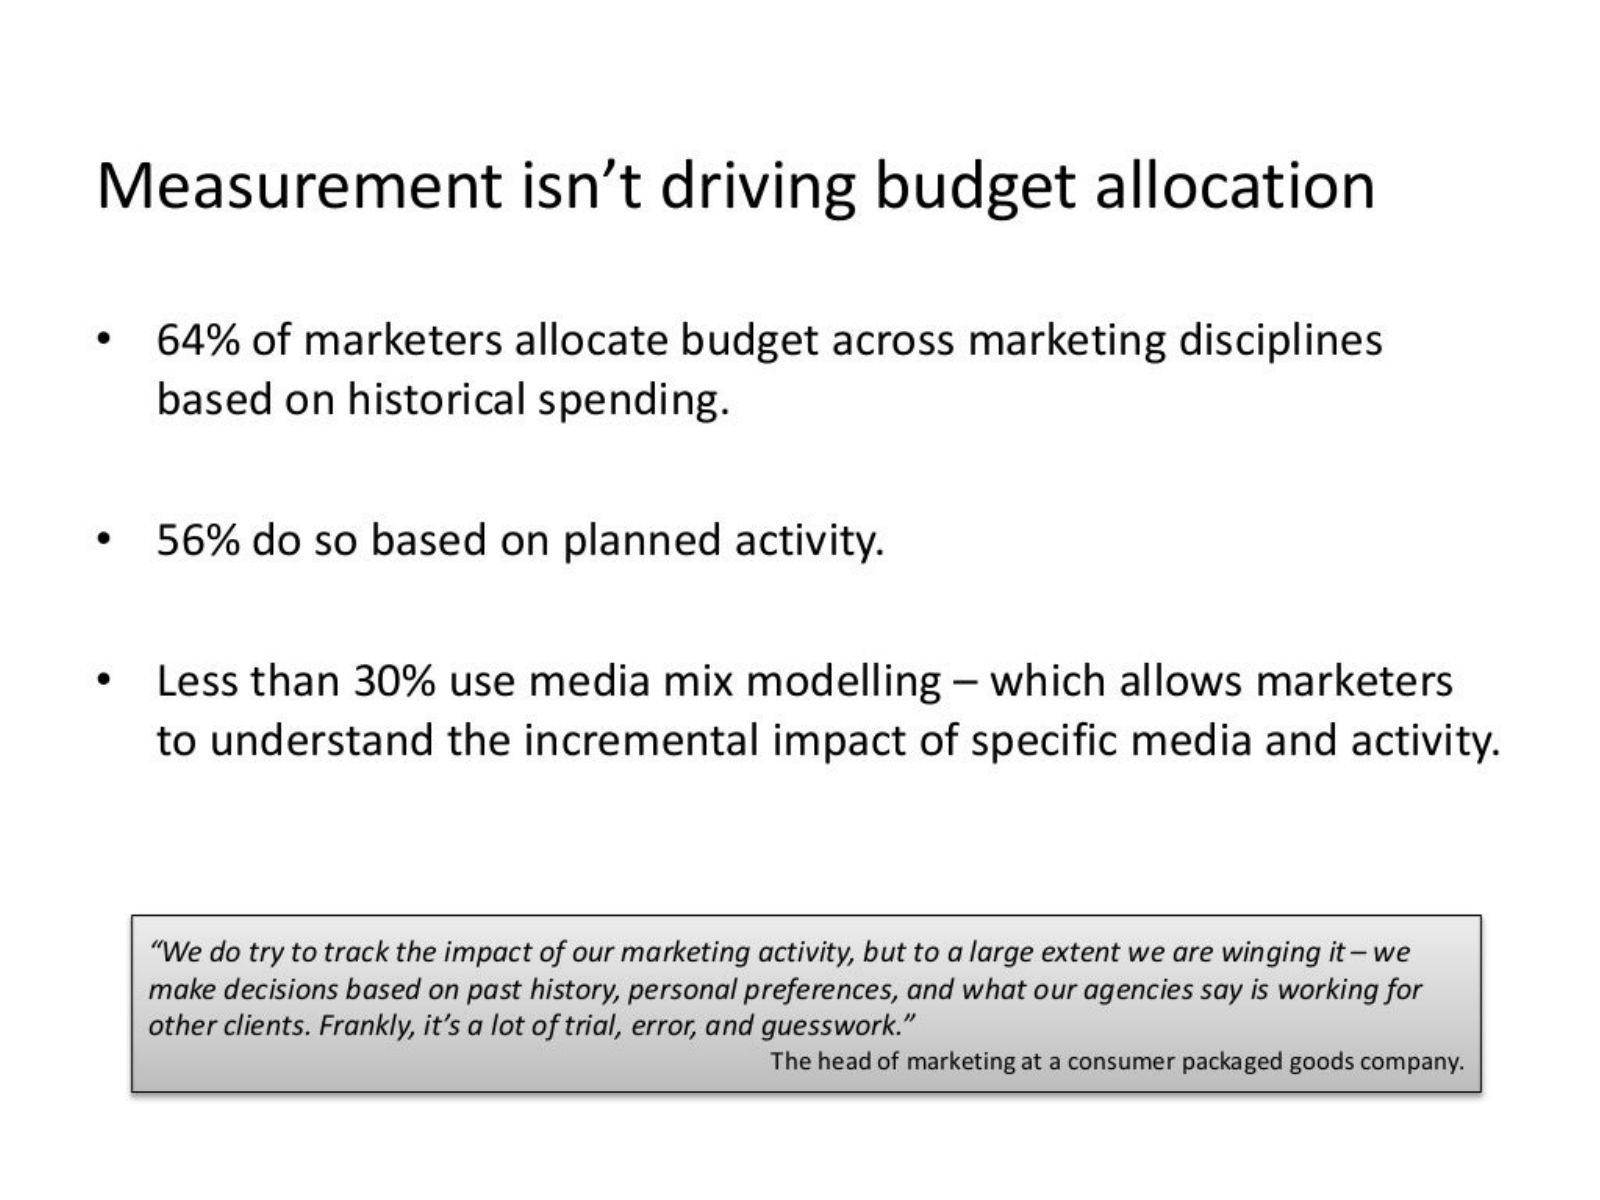 Measurement isn’t driving budget allocation
• 64% of marketers allocate budget across marketing disciplines
based on historical spending.
• 56% do so based on planned activity.
• Less than 30% use media mix modelling – which allows marketers
to understand the incremental impact of specific media and activity.
“We do try to track the impact of our marketing activity, but to a large extent we are winging it – we
make decisions based on past history, personal preferences, and what our agencies say is working for
other clients. Frankly, it’s a lot of trial, error, and guesswork.”
The head of marketing at a consumer packaged goods company.